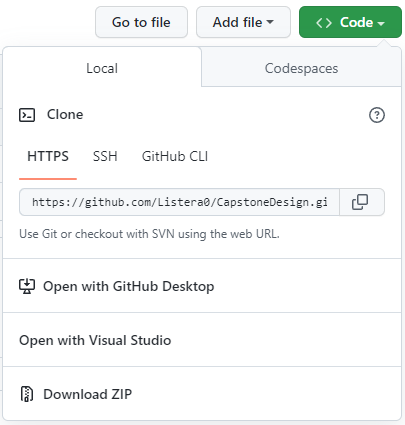 Go to file Add file <> Code
Local Codespaces
Clone
HTTPS SSH GitHub CLI
https://github.com/Listera0/CapstoneDesign.gi
Use Git or checkout with SVN using the web URL.
Open with GitHub Desktop
Open with Visual Studio
Download ZIP